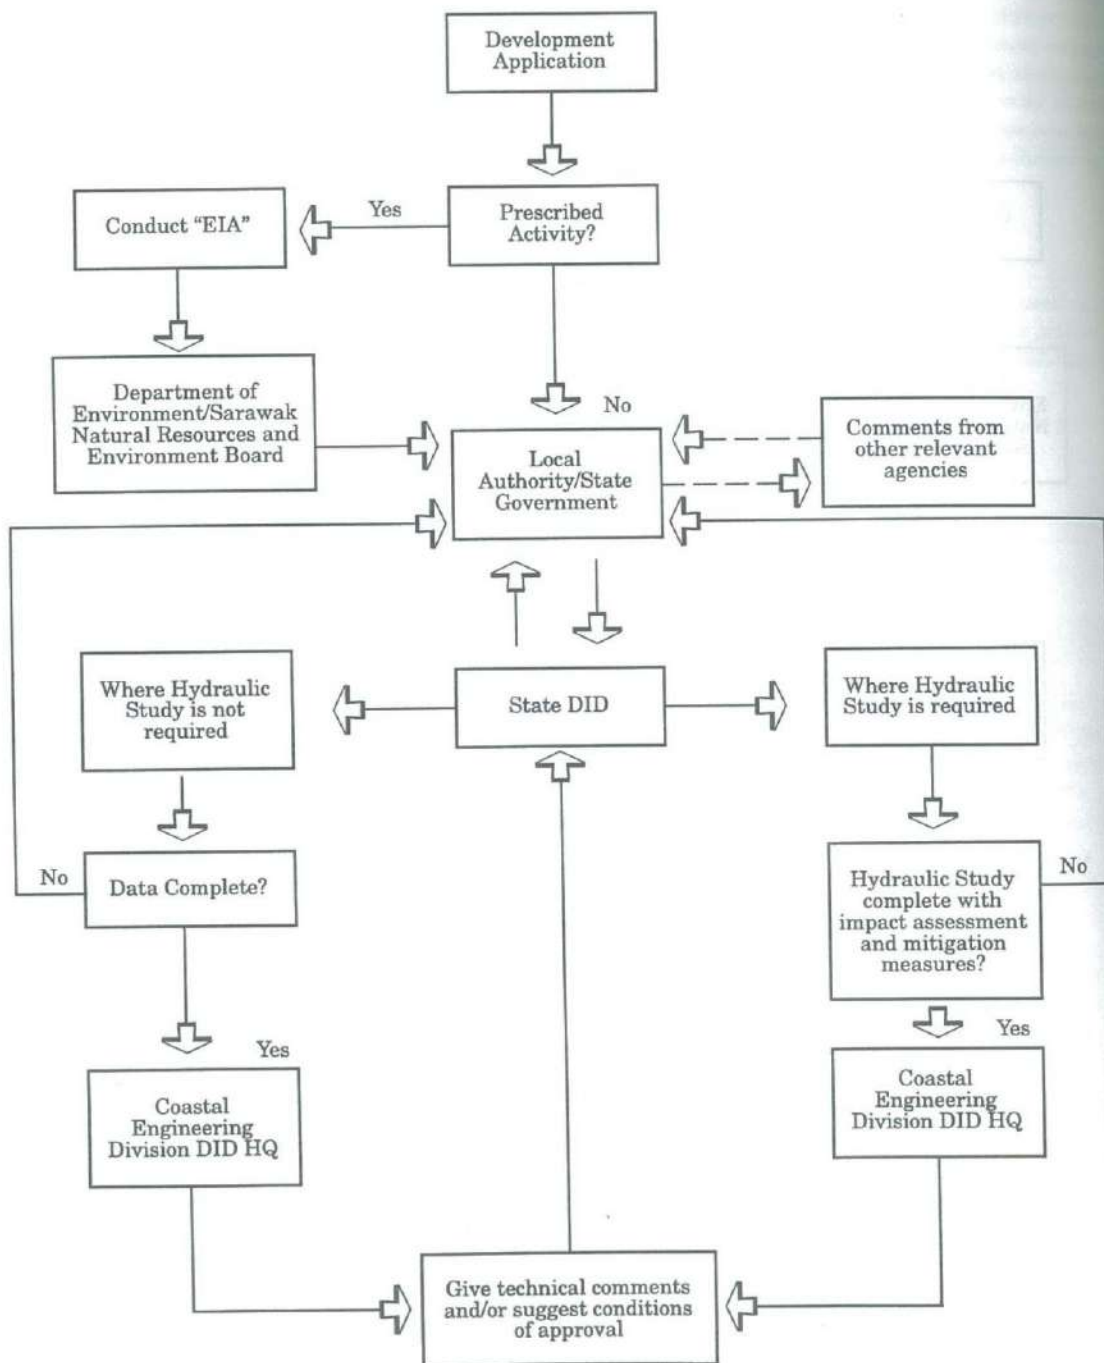 Development
Application
Yes
Prescribed
Activity?
Conduct “EIA”
No
Department of
Environment/Sarawak
Natural Resources and
Environment Board
Local
Authority/State
Government
Comments from
other relevant
agencies
Where Hydraulic
Study is not
required
State DID
Where Hydraulic
Study is required
No
Data Complete?
Hydraulic Study
complete with
impact assessment
and mitigation
measures?
No
Yes
Yes
Coastal
Engineering
Division DID HQ
Coastal
Engineering
Division DID HQ
Give technical comments
and/or suggest conditions
of approval